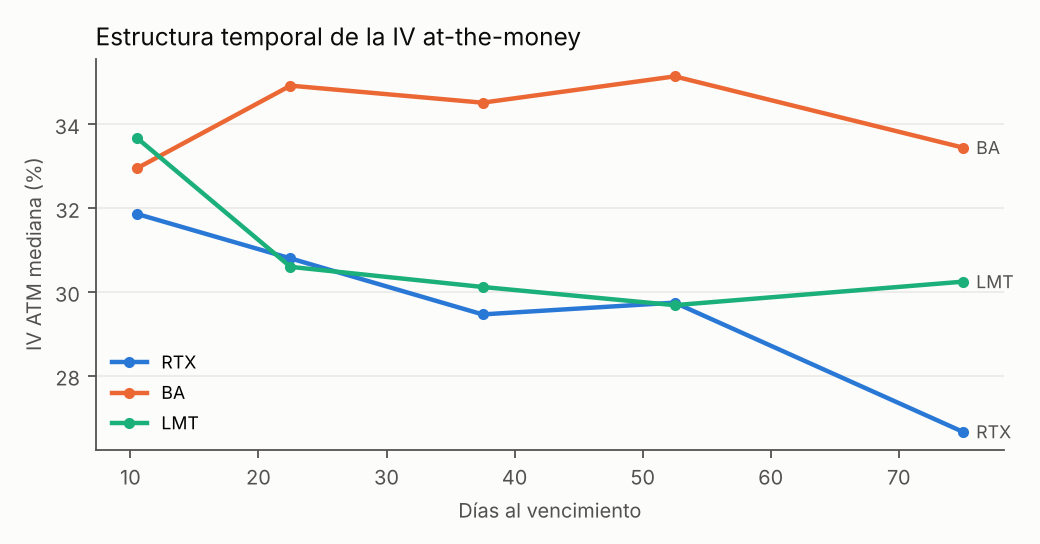 Estructura temporal de la IV at-the-money
IV ATM mediana (%)
34
32
30
28
BA
LMT
RTX
RTX
BA
LMT
10 20 30 40 50 60 70
Días al vencimiento